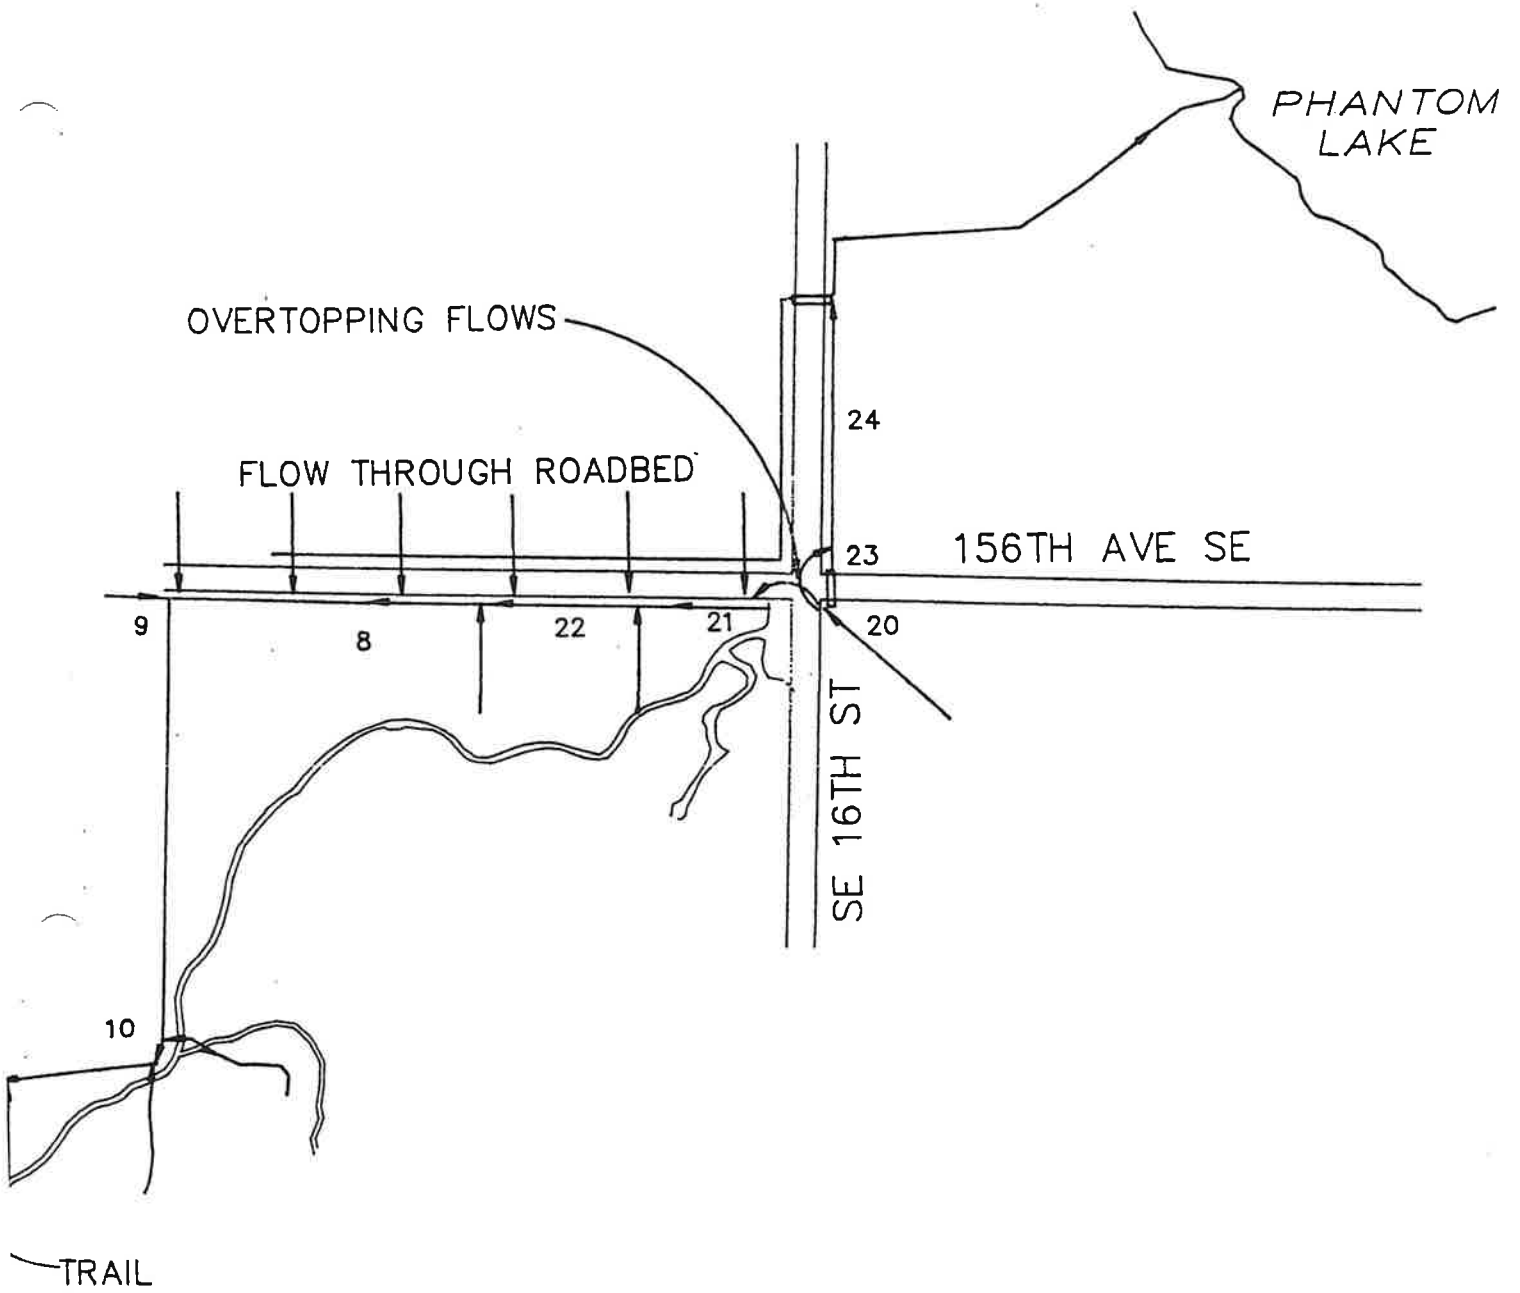 PHANTOM
LAKE
OVERTOPPING FLOWS
24
FLOW THROUGH ROADBED
23
156TH AVE SE
9
8
22
21
20
SE 16TH ST
10
TRAIL